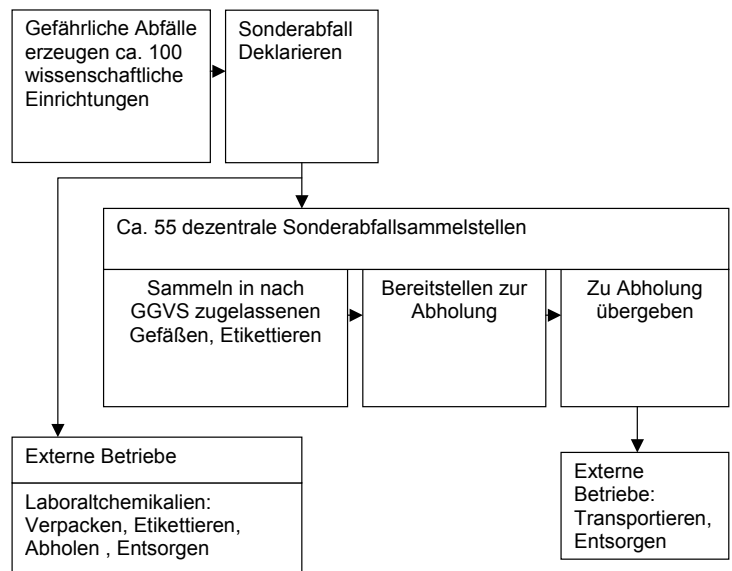 Gefährliche Abfälle
erzeugen ca. 100
wissenschaftliche
Einrichtungen
Sonderabfall
Deklarieren
Ca. 55 dezentrale Sonderabfallsammelstellen
Sammeln in nach
GGVS zugelassenen
Gefäßen, Etikettieren
Bereitstellen zur
Abholung
Zu Abholung
übergeben
Externe Betriebe
Laboraltchemikalien:
Verpacken, Etikettieren,
Abholen , Entsorgen
Externe
Betriebe:
Transportieren,
Entsorgen